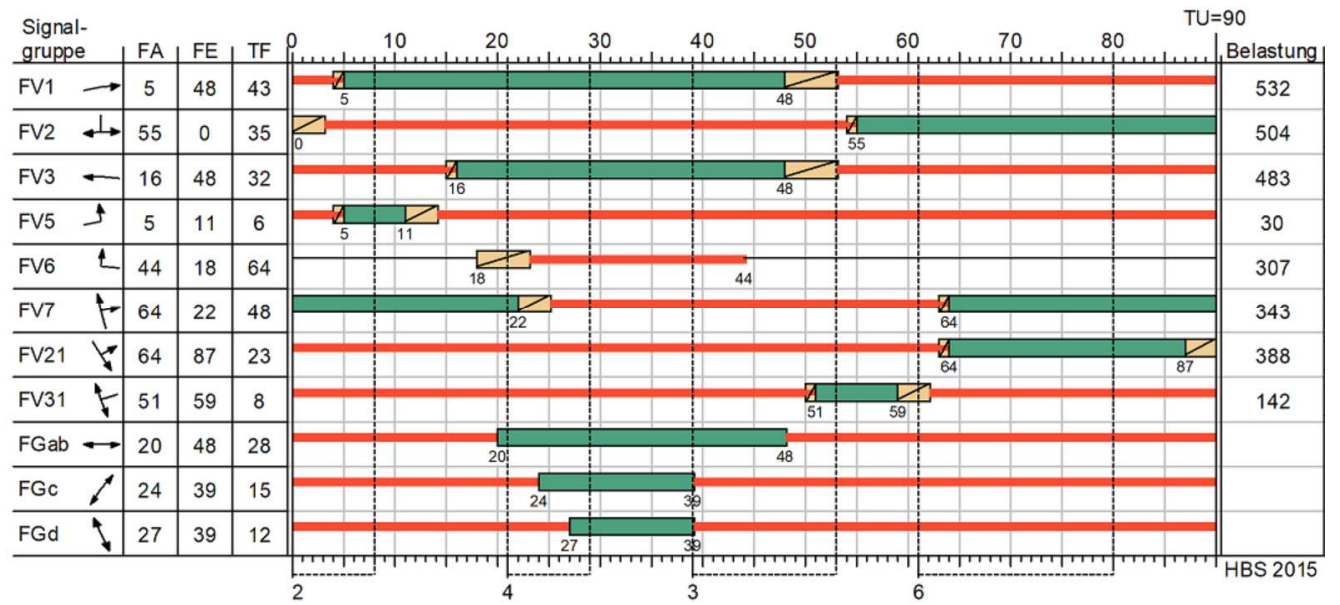 TU=90
Signal-
gruppe FA FE TF 0 10 20 30 40 50 60 70 80 Belastung
FV1 5 48 43 5 48 532
FV2 55 0 35 0 55 504
FV3 16 48 32 16 48 483
FV5 5 11 6 5 11 30
FV6 44 18 64 18 44 307
FV7 64 22 48 22 64 343
FV21 64 87 23 64 87 388
FV31 51 59 8 51 59 142
FGab 20 48 28 20 48
FGc 24 39 15 24 39
FGd 27 39 12 27 39
HBS 2015
2 4 3 6